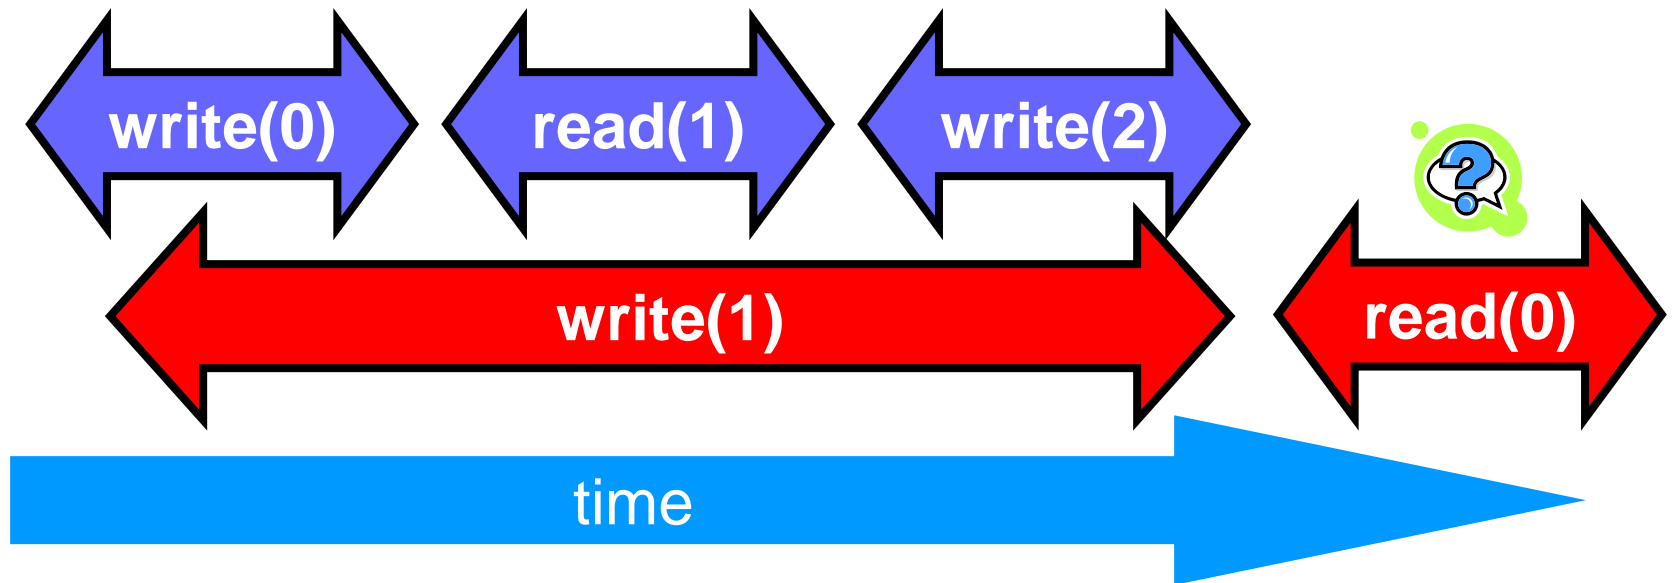 write(0) read(1) write(2)
?
write(1) read(0)
time